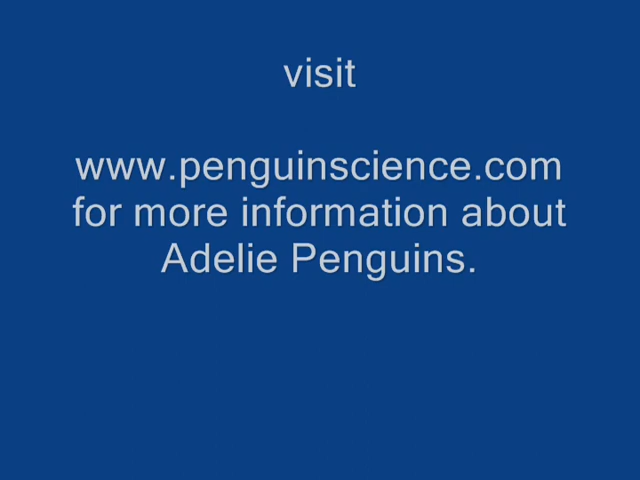 visit
www.penguinscience.com
for more information about
Adelie Penguins.